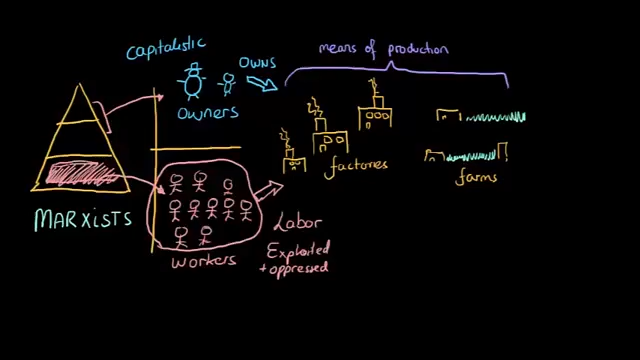 capitalistic
OWNS
means of production
owners
factories
farms
MARXISTS
Labor
workers
Exploited
+ oppressed